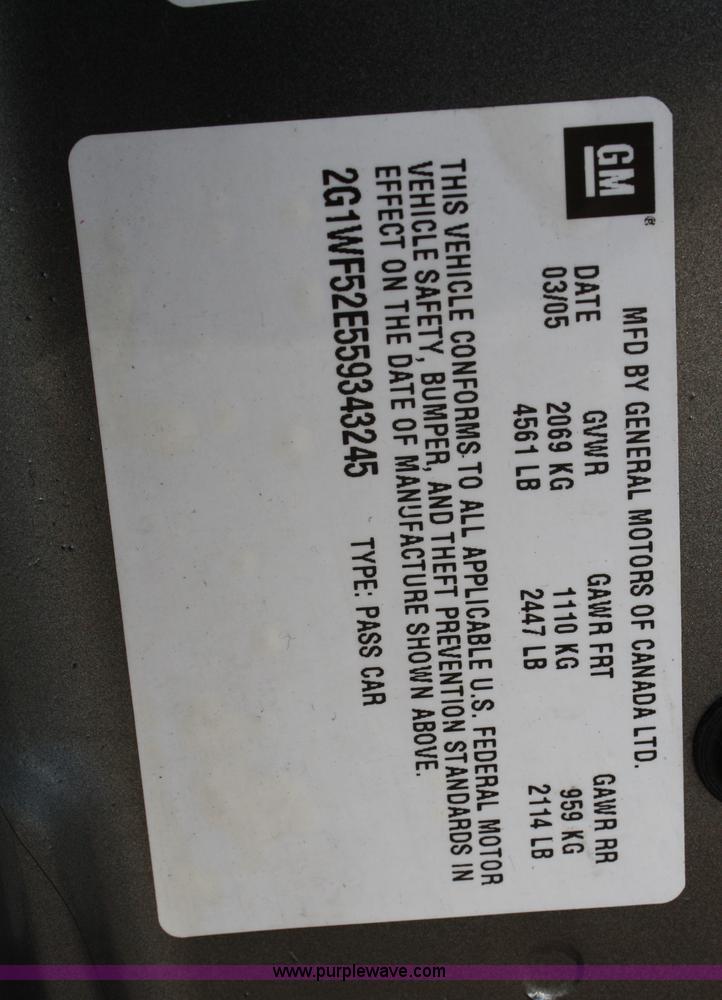 GM®
MFD BY GENERAL MOTORS OF CANADA LTD.
DATE GVWR GAWR FRT GAWR RR
03/05 2069 KG 1110 KG 959 KG
4561 LB 2447 LB 2114 LB
THIS VEHICLE CONFORMS TO ALL APPLICABLE U.S. FEDERAL MOTOR
VEHICLE SAFETY, BUMPER, AND THEFT PREVENTION STANDARDS IN
EFFECT ON THE DATE OF MANUFACTURE SHOWN ABOVE.
2G1WF52E559343245 TYPE: PASS CAR
www.purplewave.com